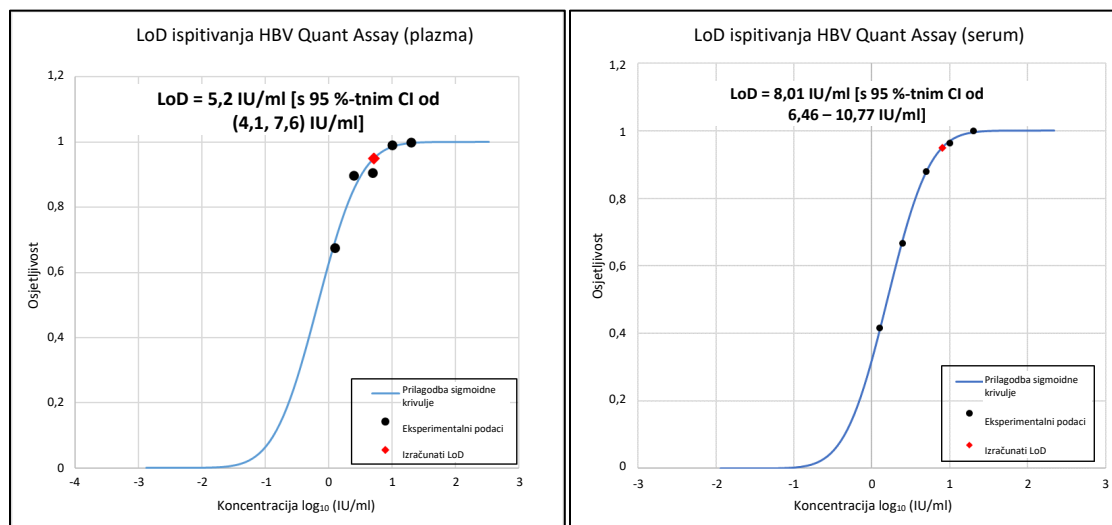 LoD ispitivanja HBV Quant Assay (plazma)
1,2
1
0,8
0,6
0,4
0,2
0
Osjetljivost
LoD = 5,2 IU/ml [s 95 %-tnim CI od
(4,1, 7,6) IU/ml]
Prilagodba sigmoidne
krivulje
Eksperimentalni podaci
Izračunati LoD
-4 -3 -2 -1 0 1 2 3
Koncentracija log₁₀ (IU/ml)
LoD ispitivanja HBV Quant Assay (serum)
1,2
1
0,8
0,6
0,4
0,2
0
Osjetljivost
LoD = 8,01 IU/ml [s 95 %-tnim CI od
6,46 – 10,77 IU/ml]
Prilagodba sigmoidne
krivulje
Eksperimentalni podaci
Izračunati LoD
-3 -2 -1 0 1 2 3
Koncentracija log₁₀ (IU/ml)